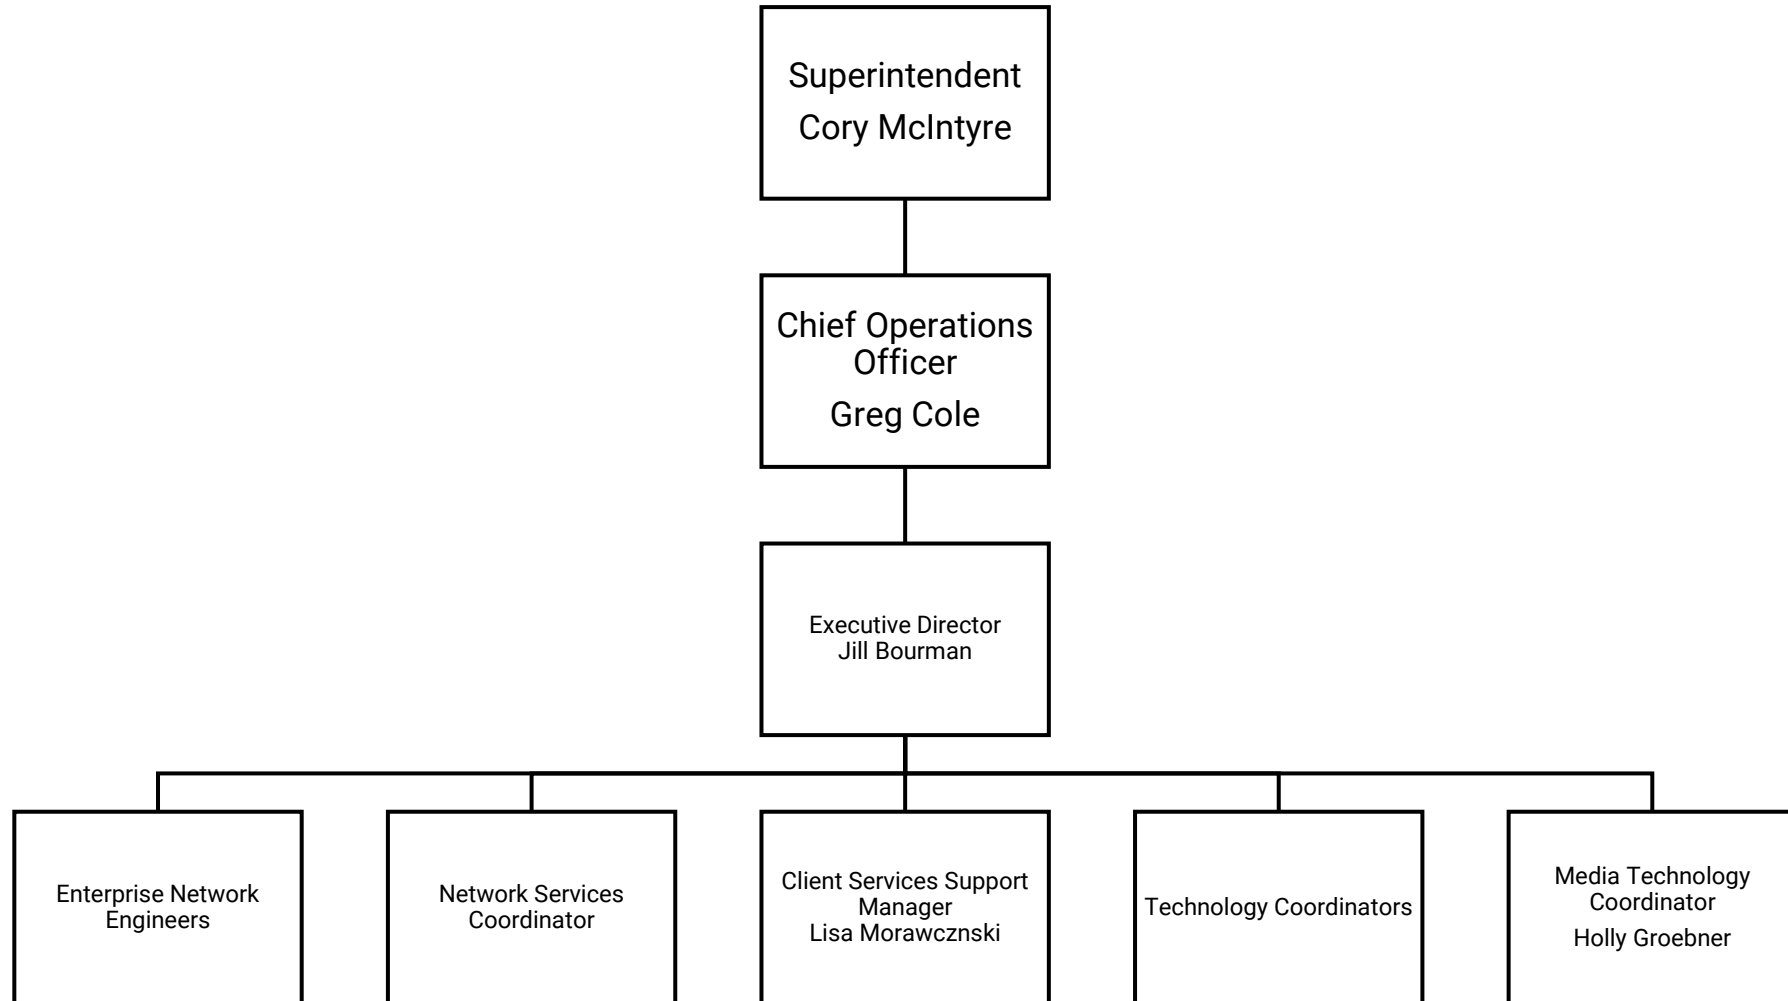 Superintendent
Cory McIntyre
Chief Operations
Officer
Greg Cole
Executive Director
Jill Bourman
Enterprise Network
Engineers
Network Services
Coordinator
Client Services Support
Manager
Lisa Morawcznski
Technology Coordinators
Media Technology
Coordinator
Holly Groebner